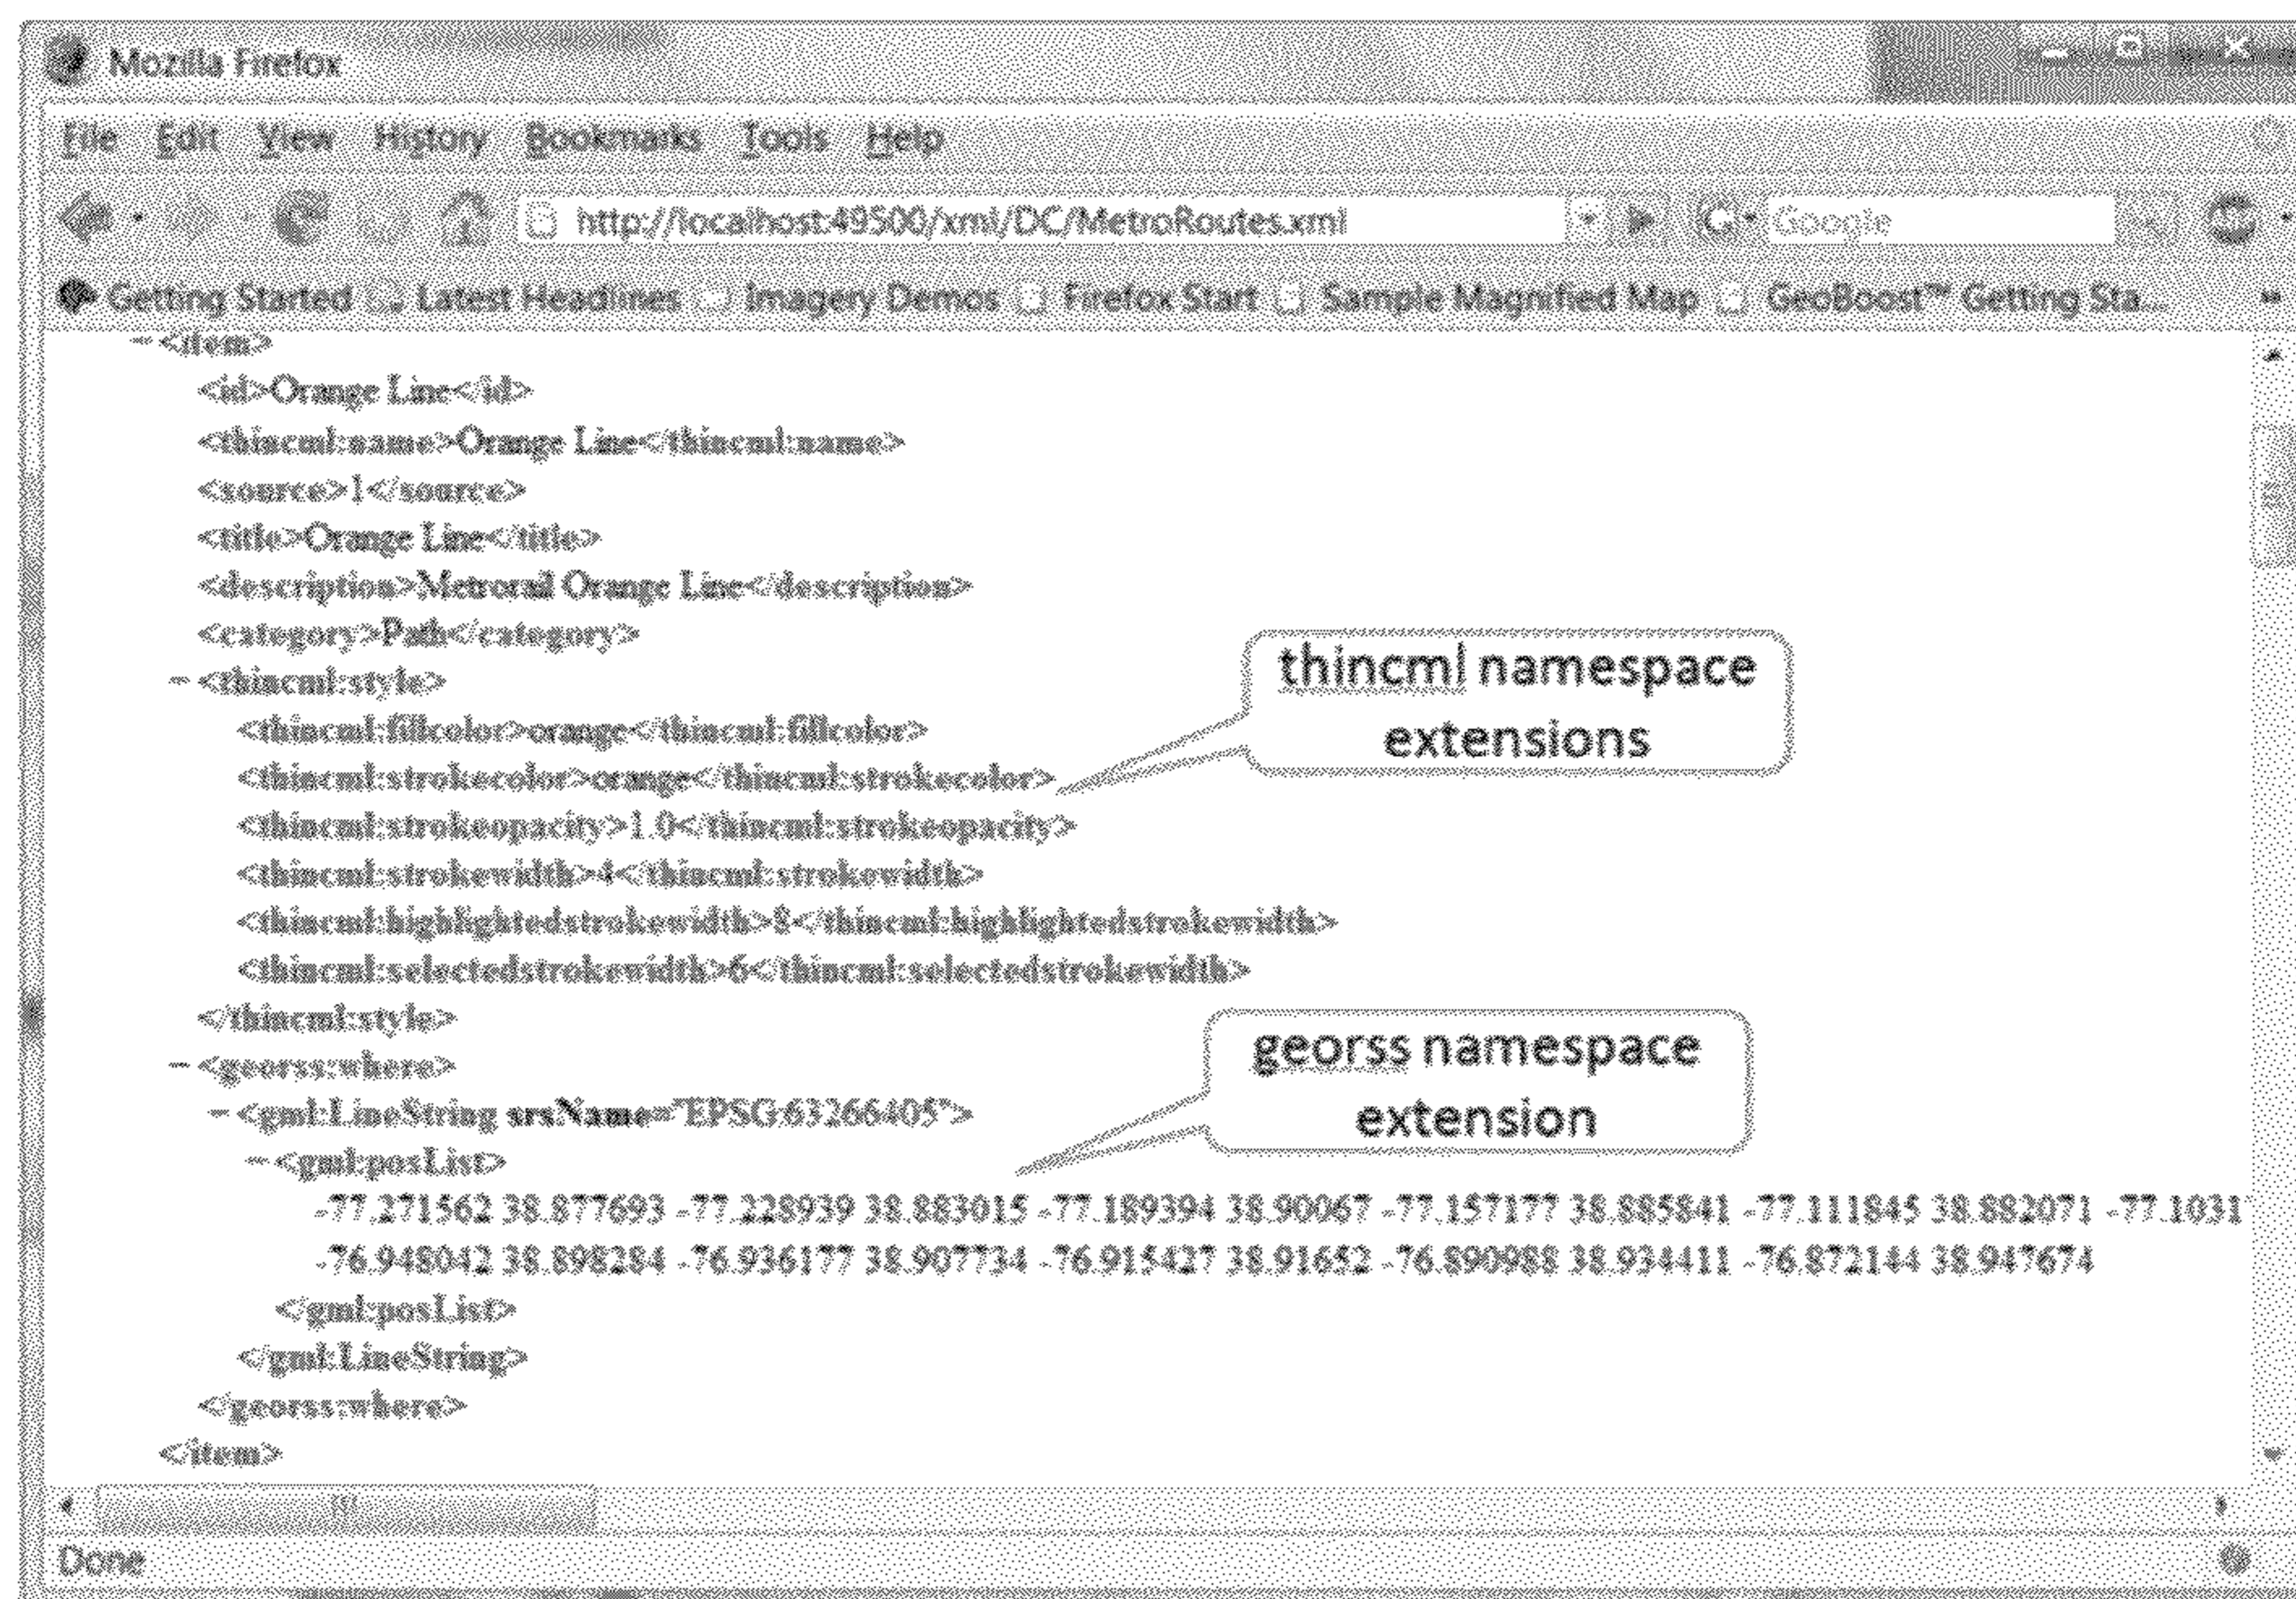 Mozilla Firefox
File Edit View History Bookmarks Tools Help
http://localhost:49500/xml/DC/MetroRoutes.xml
Google
Getting Started Latest Headlines Imagery Demos Firefox Start Sample Magnified Map GeoBoost™ Getting Sta...
- <item>
<id>Orange Line</id>
<thincml:name>Orange Line</thincml:name>
<source>1</source>
<title>Orange Line</title>
<description>Metrorail Orange Line</description>
<category>Path</category>
- <thincml:style>
thincml namespace
extensions
<thincml:fillcolor>orange</thincml:fillcolor>
<thincml:strokecolor>orange</thincml:strokecolor>
<thincml:strokeopacity>1.0</thincml:strokeopacity>
<thincml:strokewidth>4</thincml:strokewidth>
<thincml:highlightedstrokewidth>8</thincml:highlightedstrokewidth>
<thincml:selectedstrokewidth>6</thincml:selectedstrokewidth>
</thincml:style>
georss namespace
extension
- <georss:where>
- <gml:LineString srsName="EPSG:63266405">
- <gml:posList>
-77.271562 38.877693 -77.228939 38.883015 -77.189394 38.90067 -77.157177 38.885841 -77.111845 38.882071 -77.1031
-76.948042 38.898284 -76.936177 38.907734 -76.915427 38.91652 -76.890988 38.934411 -76.872144 38.947674
</gml:posList>
</gml:LineString>
</georss:where>
</item>
Done